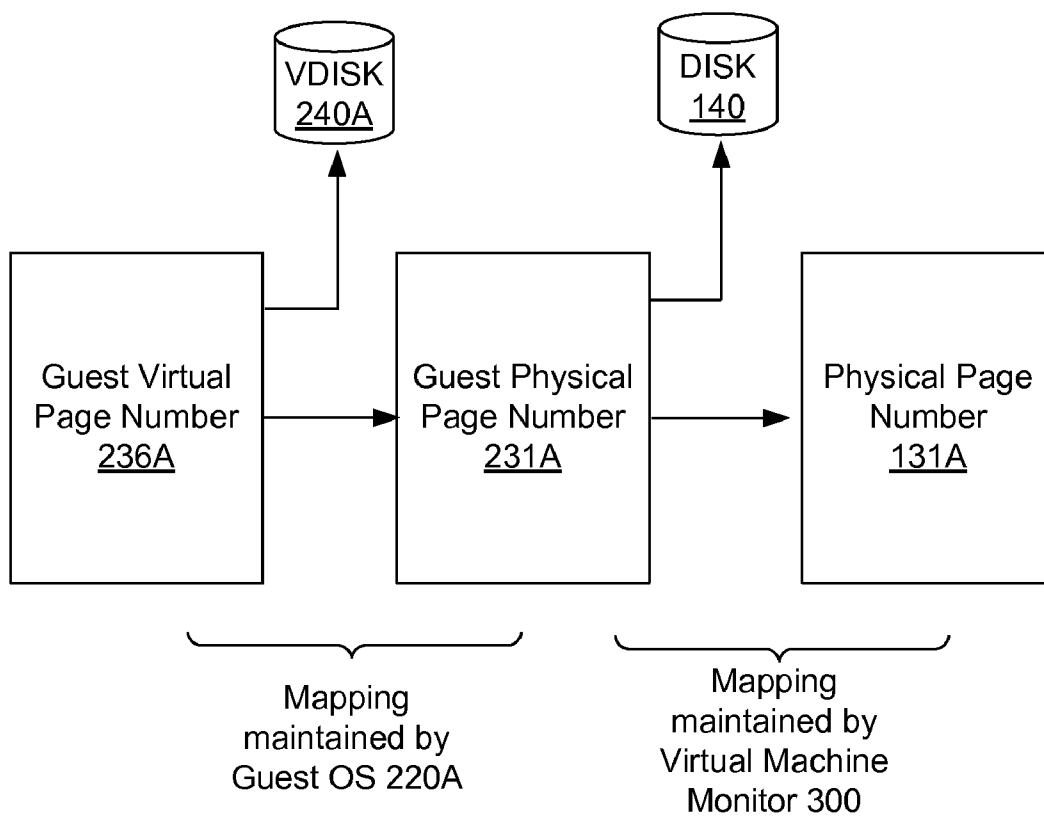 VDISK
240A
DISK
140
Guest Virtual
Page Number
236A
Guest Physical
Page Number
231A
Physical Page
Number
131A
Mapping
maintained by
Guest OS 220A
Mapping
maintained by
Virtual Machine
Monitor 300